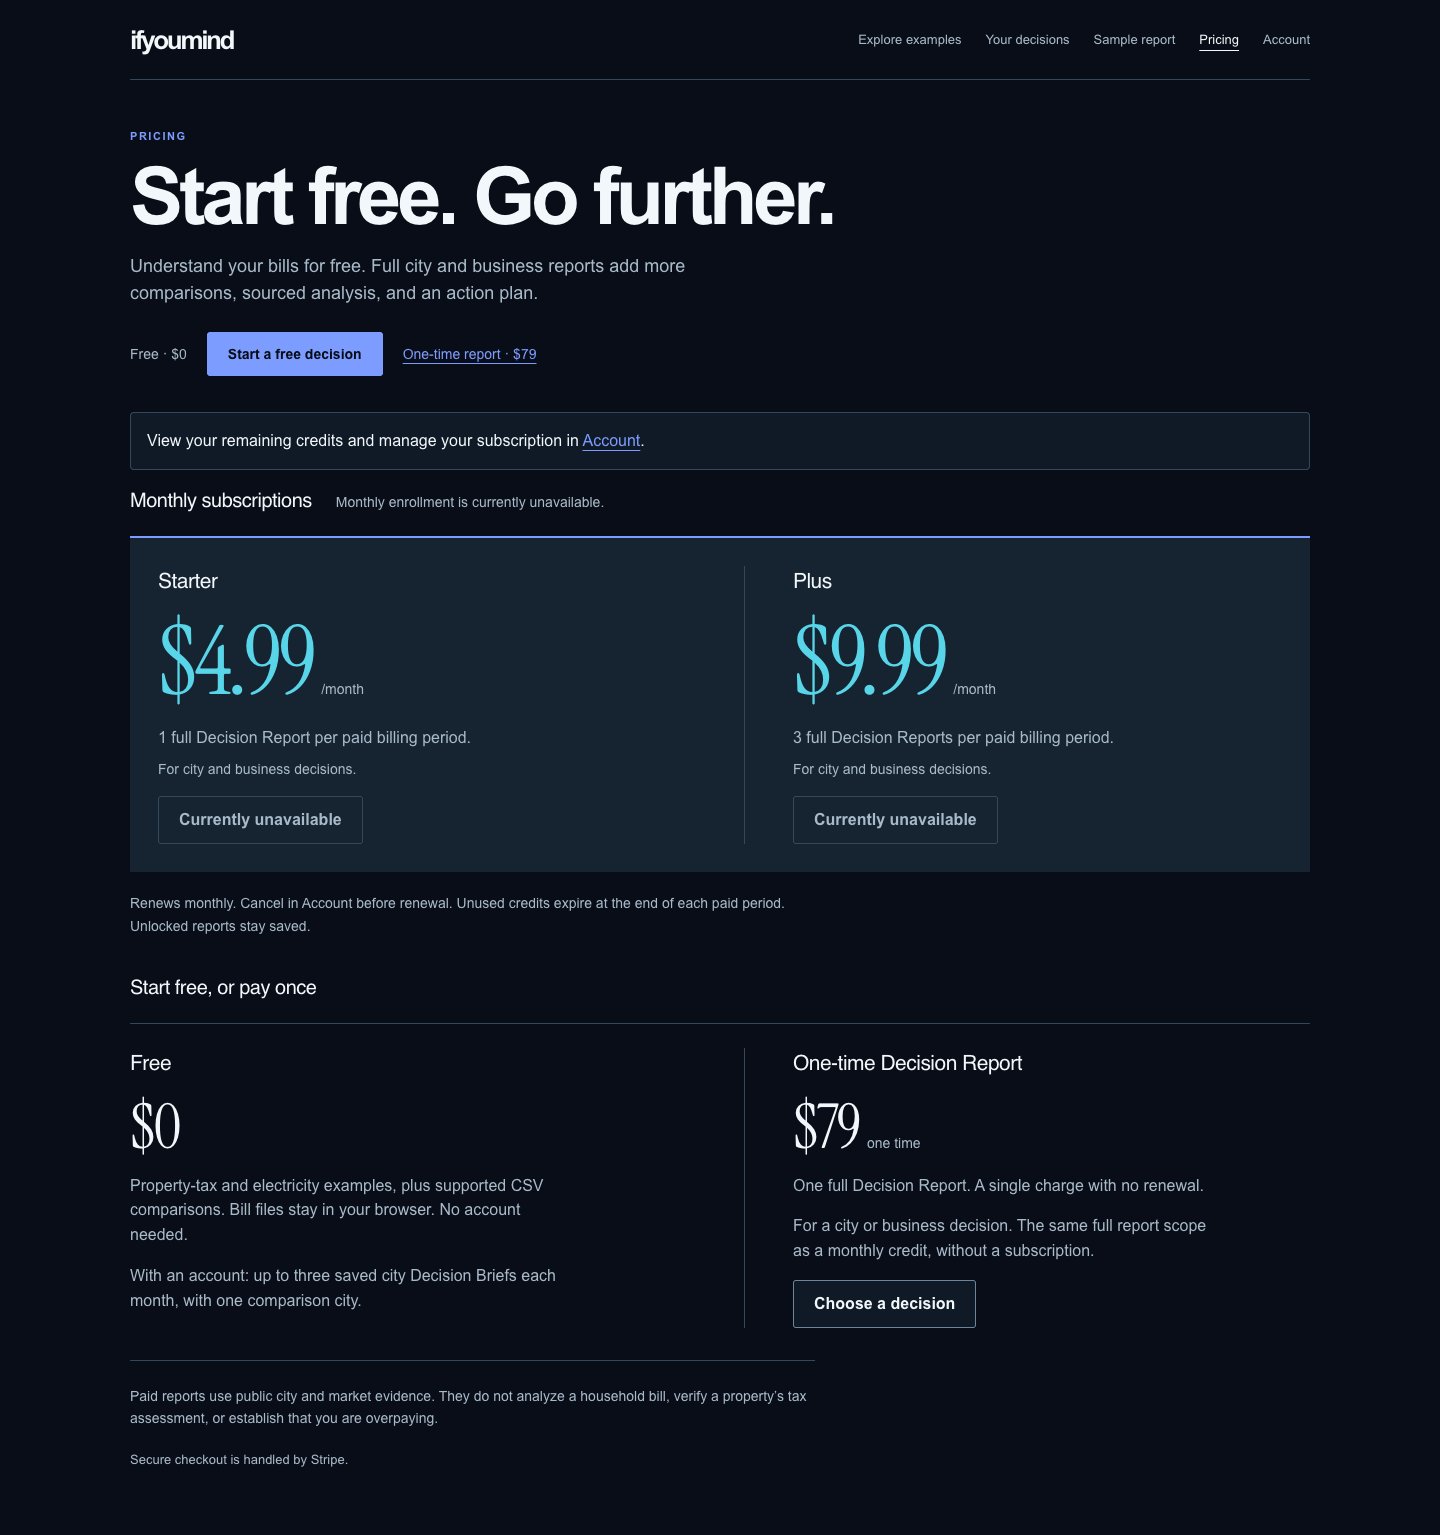 ifyoumind
Explore examples
Your decisions
Sample report
Pricing
Account
PRICING
Start free. Go further.
Understand your bills for free. Full city and business reports add more
comparisons, sourced analysis, and an action plan.
Free · $0
Start a free decision
One-time report · $79
View your remaining credits and manage your subscription in Account.
Monthly subscriptions
Monthly enrollment is currently unavailable.
Starter
$4.99 /month
1 full Decision Report per paid billing period.
For city and business decisions.
Currently unavailable
Plus
$9.99 /month
3 full Decision Reports per paid billing period.
For city and business decisions.
Currently unavailable
Renews monthly. Cancel in Account before renewal. Unused credits expire at the end of each paid period.
Unlocked reports stay saved.
Start free, or pay once
Free
$0
Property-tax and electricity examples, plus supported CSV
comparisons. Bill files stay in your browser. No account
needed.
With an account: up to three saved city Decision Briefs each
month, with one comparison city.
One-time Decision Report
$79 one time
One full Decision Report. A single charge with no renewal.
For a city or business decision. The same full report scope
as a monthly credit, without a subscription.
Choose a decision
Paid reports use public city and market evidence. They do not analyze a household bill, verify a property’s tax
assessment, or establish that you are overpaying.
Secure checkout is handled by Stripe.